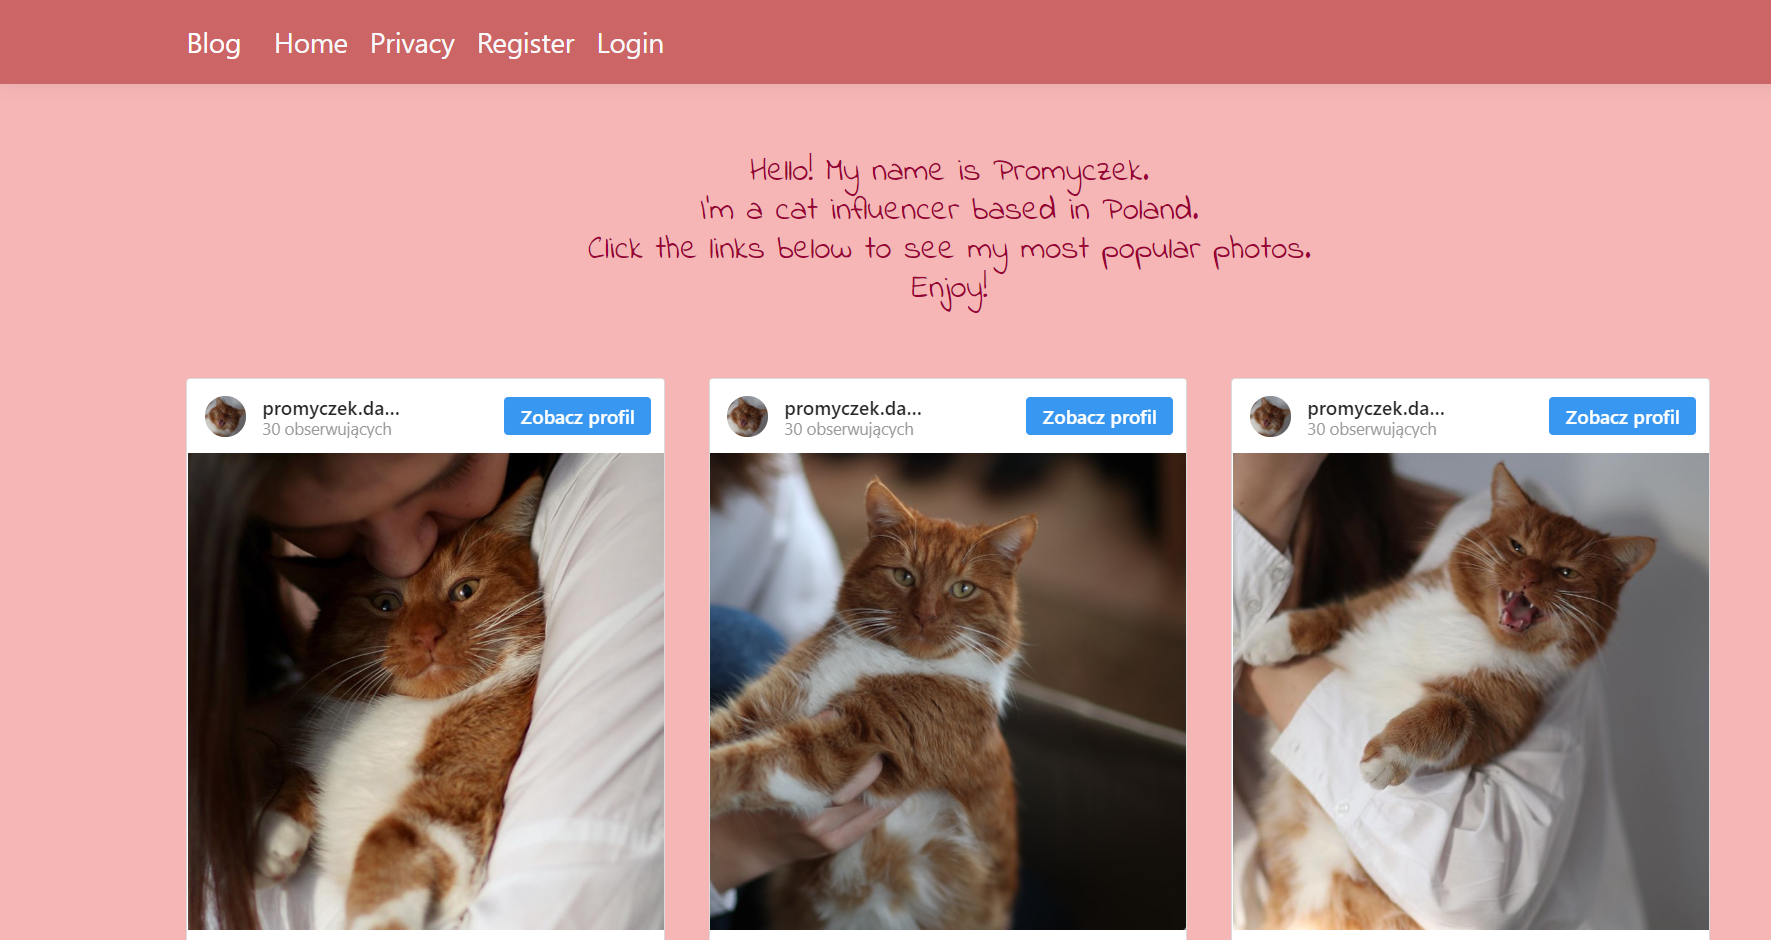 Blog Home Privacy Register Login
Hello! My name is Promyczek.
I'm a cat influencer based in Poland.
Click the links below to see my most popular photos.
Enjoy!
promyczek.da...
30 obserwujących
Zobacz profil
promyczek.da...
30 obserwujących
Zobacz profil
promyczek.da...
30 obserwujących
Zobacz profil